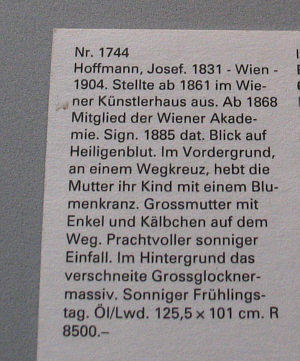 Nr. 1744
Hoffmann, Josef. 1831 - Wien -
1904. Stellte ab 1861 im Wie-
ner Künstlerhaus aus. Ab 1868
Mitglied der Wiener Akade-
mie. Sign. 1885 dat. Blick auf
Heiligenblut. Im Vordergrund,
an einem Wegkreuz, hebt die
Mutter ihr Kind mit einem Blu-
menkranz. Grossmutter mit
Enkel und Kälbchen auf dem
Weg. Prachtvoller sonniger
Einfall. Im Hintergrund das
verschneite Grossglockner-
massiv. Sonniger Frühlings-
tag. Öl/Lwd. 125,5 × 101 cm. R
8500.–